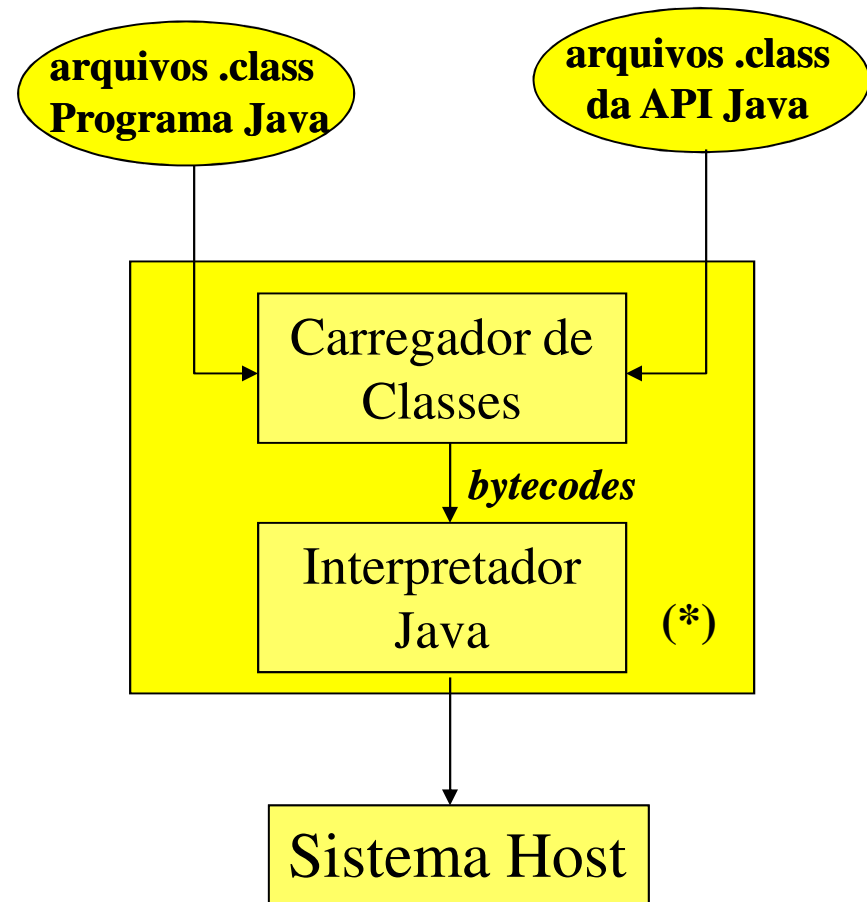 arquivos .class
Programa Java
arquivos .class
da API Java
Carregador de
Classes
bytecodes
Interpretador
Java
(*)
Sistema Host